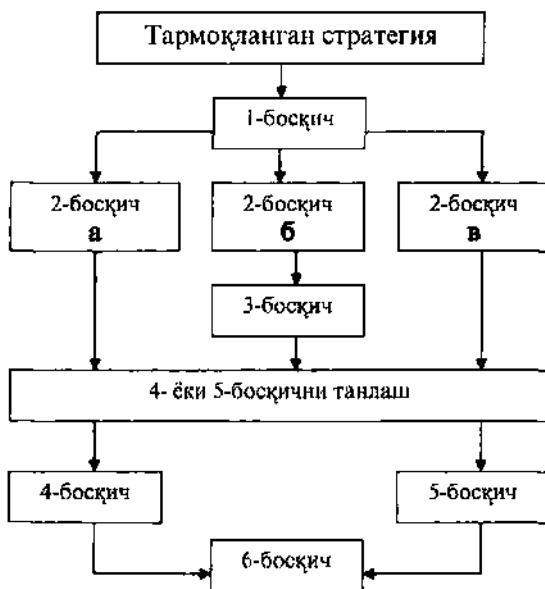 Тармоқланган стратегия
1-босқич
2-босқич
а
2-босқич
б
2-босқич
в
3-босқич
4- ёки 5-босқични танлаш
4-босқич
5-босқич
6-босқич